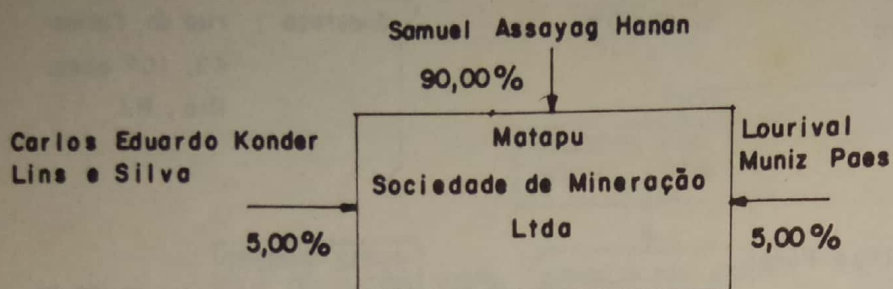 Samuel Assayag Hanan
90,00%
Carlos Eduardo Konder
Lins e Silva
5,00%
Matapu
Sociedade de Mineração
Ltda
Lourival
Muniz Paes
5,00%